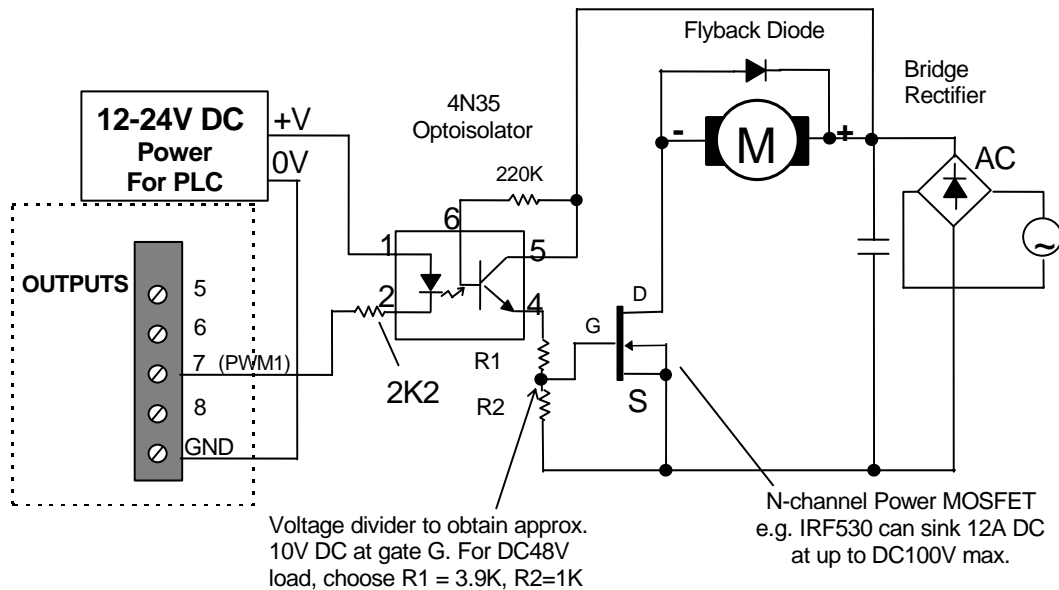 Flyback Diode
Bridge
Rectifier
4N35
Optoisolator
12-24V DC
Power
For PLC
+V
0V
220K
6
1
5
2
4
- M +
AC
~
OUTPUTS
5
6
7 (PWM1)
8
GND
2K2
R1
R2
D
G
S
Voltage divider to obtain approx.
10V DC at gate G. For DC48V
load, choose R1 = 3.9K, R2=1K
N-channel Power MOSFET
e.g. IRF530 can sink 12A DC
at up to DC100V max.